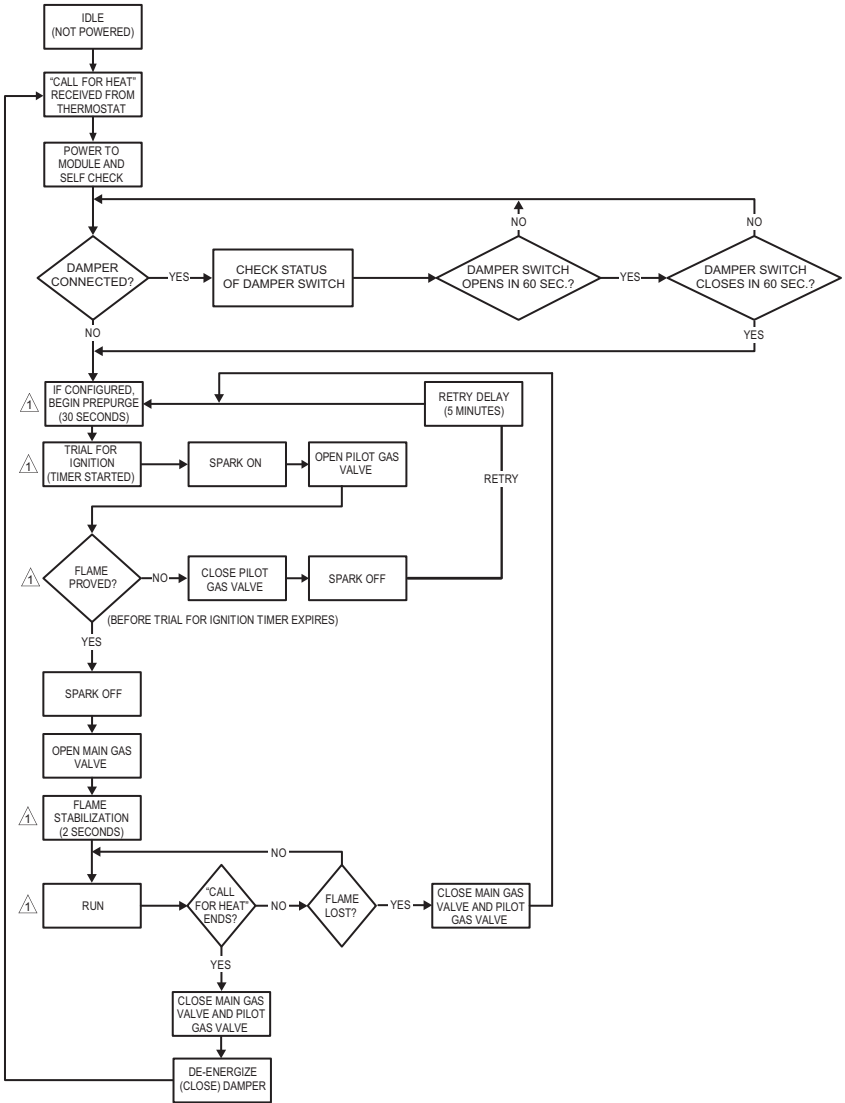 IDLE
(NOT POWERED)
“CALL FOR HEAT”
RECEIVED FROM
THERMOSTAT
POWER TO
MODULE AND
SELF CHECK
NO
NO
DAMPER
CONNECTED?
YES
CHECK STATUS
OF DAMPER SWITCH
DAMPER SWITCH
OPENS IN 60 SEC.?
YES
DAMPER SWITCH
CLOSES IN 60 SEC.?
NO
YES
1
IF CONFIGURED,
BEGIN PREPURGE
(30 SECONDS)
RETRY DELAY
(5 MINUTES)
1
TRIAL FOR
IGNITION
(TIMER STARTED)
SPARK ON
OPEN PILOT GAS
VALVE
RETRY
1
FLAME
PROVED?
NO
CLOSE PILOT
GAS VALVE
SPARK OFF
(BEFORE TRIAL FOR IGNITION TIMER EXPIRES)
YES
SPARK OFF
OPEN MAIN GAS
VALVE
1
FLAME
STABILIZATION
(2 SECONDS)
NO
1
RUN
“CALL
FOR HEAT”
ENDS?
NO
FLAME
LOST?
YES
CLOSE MAIN GAS
VALVE AND PILOT
GAS VALVE
YES
CLOSE MAIN GAS
VALVE AND PILOT
GAS VALVE
DE-ENERGIZE
(CLOSE) DAMPER